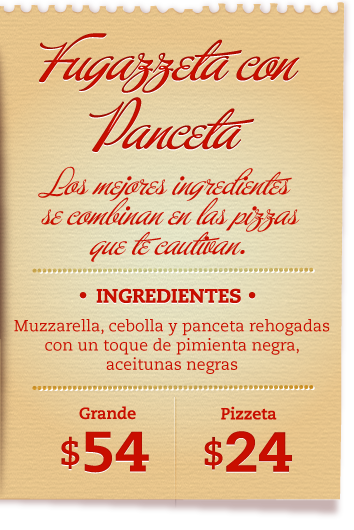 Fugazzeta con
Panceta
Los mejores ingredientes
se combinan en las pizzas
que te cautivan.
• INGREDIENTES •
Muzzarella, cebolla y panceta rehogadas
con un toque de pimienta negra,
aceitunas negras
Grande Pizzeta
$54 $24